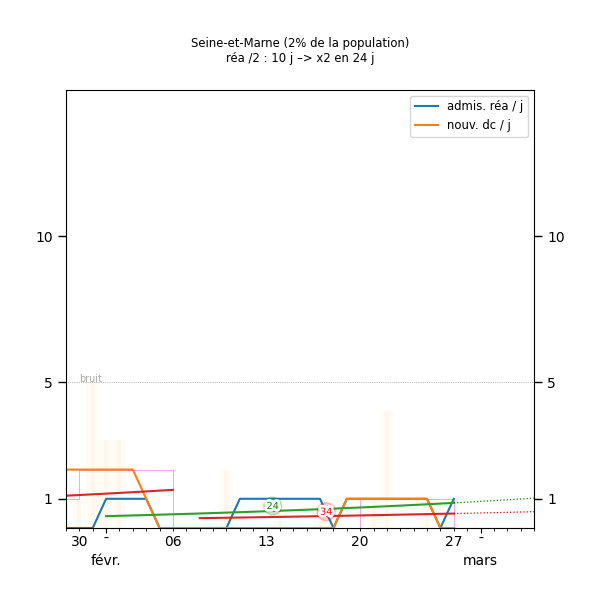 Seine-et-Marne (2% de la population)
réa /2 : 10 j –> x2 en 24 j
admis. réa / j
nouv. dc / j
10 10
bruit
5 5
1 1
24
34
30 - 06 13 20 27 -
févr. mars